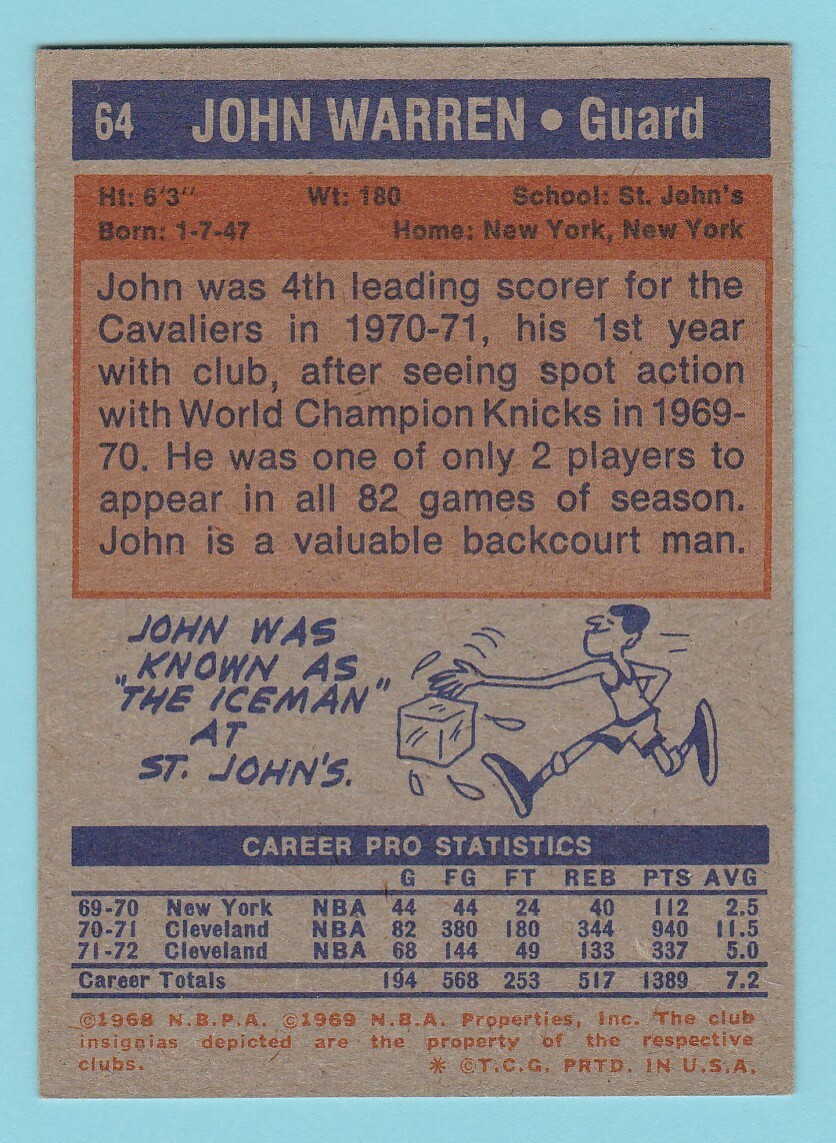 64 JOHN WARREN • Guard
Ht: 6'3" Wt: 180 School: St. John's
Born: 1-7-47 Home: New York, New York
John was 4th leading scorer for the
Cavaliers in 1970-71, his 1st year
with club, after seeing spot action
with World Champion Knicks in 1969-
70. He was one of only 2 players to
appear in all 82 games of season.
John is a valuable backcourt man.
JOHN WAS
KNOWN AS
"THE ICEMAN"
AT
ST. JOHN'S.
CAREER PRO STATISTICS
G FG FT REB PTS AVG
69-70 New York NBA 44 44 24 40 112 2.5
70-71 Cleveland NBA 82 380 180 344 940 11.5
71-72 Cleveland NBA 68 144 49 133 337 5.0
Career Totals 194 568 253 517 1389 7.2
©1968 N.B.P.A. ©1969 N.B.A. Properties, Inc. The club
insignias depicted are the property of the respective
clubs. * ©T.C.G. PRTD. IN U.S.A.